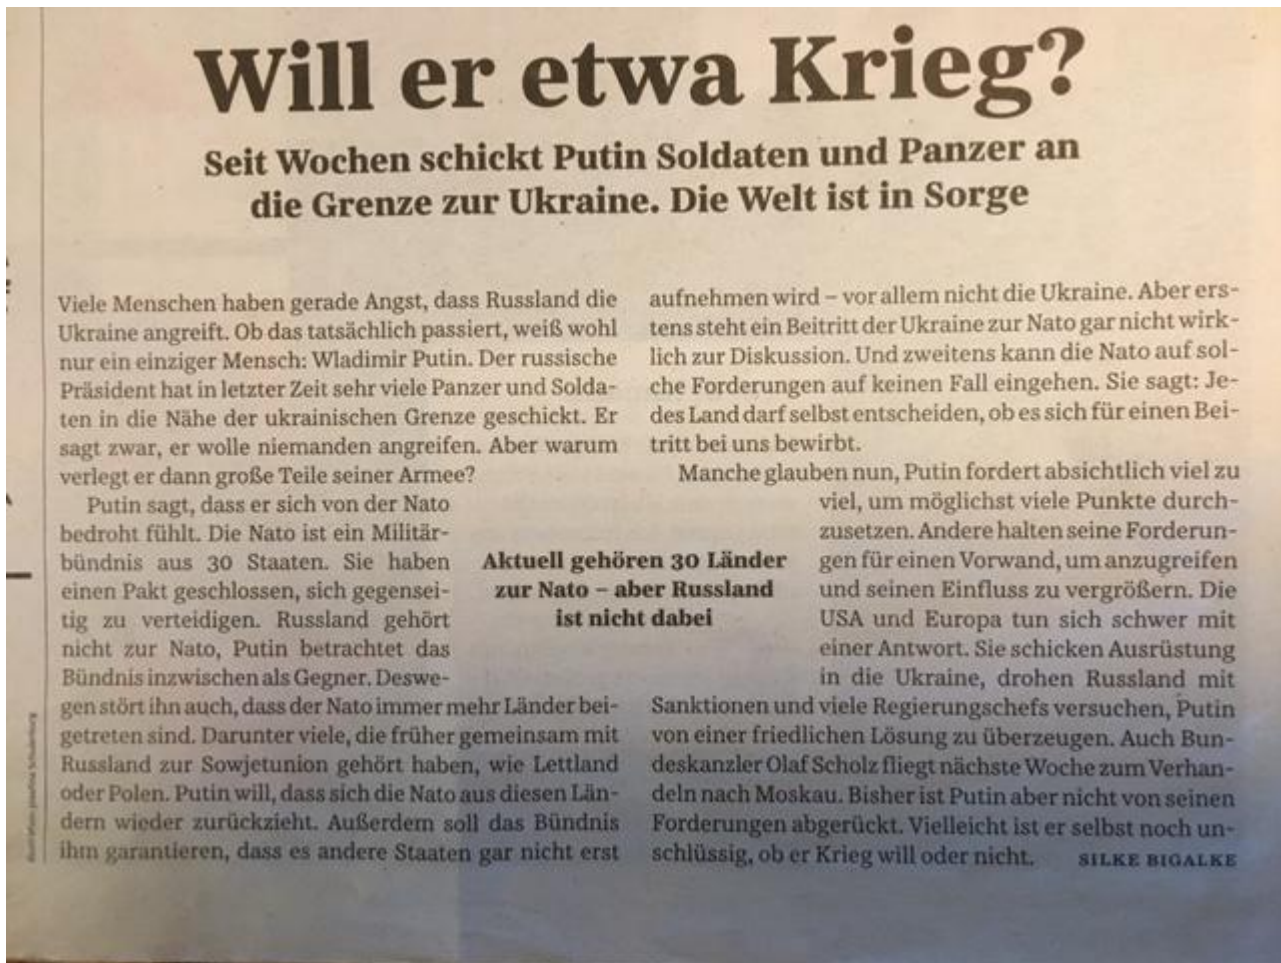 Will er etwa Krieg?
Seit Wochen schickt Putin Soldaten und Panzer an
die Grenze zur Ukraine. Die Welt ist in Sorge
Viele Menschen haben gerade Angst, dass Russland die
Ukraine angreift. Ob das tatsächlich passiert, weiß wohl
nur ein einziger Mensch: Wladimir Putin. Der russische
Präsident hat in letzter Zeit sehr viele Panzer und Solda-
ten in die Nähe der ukrainischen Grenze geschickt. Er
sagt zwar, er wolle niemanden angreifen. Aber warum
verlegt er dann große Teile seiner Armee?
Putin sagt, dass er sich von der Nato
bedroht fühlt. Die Nato ist ein Militär-
bündnis aus 30 Staaten. Sie haben
einen Pakt geschlossen, sich gegensei-
tig zu verteidigen. Russland gehört
nicht zur Nato, Putin betrachtet das
Bündnis inzwischen als Gegner. Deswe-
gen stört ihn auch, dass der Nato immer mehr Länder bei-
getreten sind. Darunter viele, die früher gemeinsam mit
Russland zur Sowjetunion gehört haben, wie Lettland
oder Polen. Putin will, dass sich die Nato aus diesen Län-
dern wieder zurückzieht. Außerdem soll das Bündnis
ihm garantieren, dass es andere Staaten gar nicht erst
Aktuell gehören 30 Länder
zur Nato – aber Russland
ist nicht dabei
aufnehmen wird – vor allem nicht die Ukraine. Aber ers-
tens steht ein Beitritt der Ukraine zur Nato gar nicht wirk-
lich zur Diskussion. Und zweitens kann die Nato auf sol-
che Forderungen auf keinen Fall eingehen. Sie sagt: Je-
des Land darf selbst entscheiden, ob es sich für einen Bei-
tritt bei uns bewirbt.
Manche glauben nun, Putin fordert absichtlich viel zu
viel, um möglichst viele Punkte durch-
zusetzen. Andere halten seine Forderun-
gen für einen Vorwand, um anzugreifen
und seinen Einfluss zu vergrößern. Die
USA und Europa tun sich schwer mit
einer Antwort. Sie schicken Ausrüstung
in die Ukraine, drohen Russland mit
Sanktionen und viele Regierungschefs versuchen, Putin
von einer friedlichen Lösung zu überzeugen. Auch Bun-
deskanzler Olaf Scholz fliegt nächste Woche zum Verhan-
deln nach Moskau. Bisher ist Putin aber nicht von seinen
Forderungen abgerückt. Vielleicht ist er selbst noch un-
schlüssig, ob er Krieg will oder nicht. SILKE BIGALKE